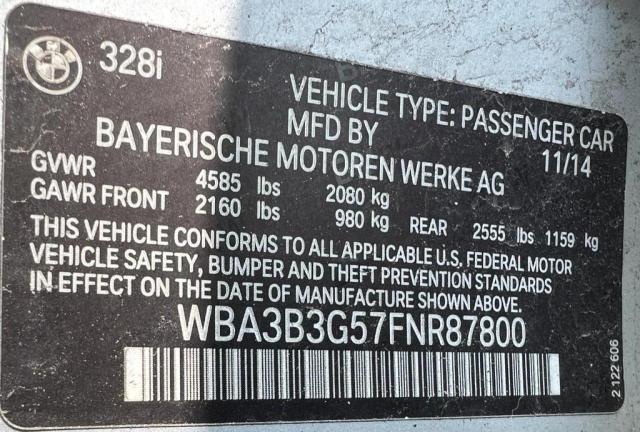 BMW
328i
VEHICLE TYPE: PASSENGER CAR
MFD BY 11/14
BAYERISCHE MOTOREN WERKE AG
GVWR 4585 lbs 2080 kg
GAWR FRONT 2160 lbs 980 kg REAR 2555 lbs 1159 kg
THIS VEHICLE CONFORMS TO ALL APPLICABLE U.S. FEDERAL MOTOR
VEHICLE SAFETY, BUMPER AND THEFT PREVENTION STANDARDS
IN EFFECT ON THE DATE OF MANUFACTURE SHOWN ABOVE.
WBA3B3G57FNR87800
2 122 606